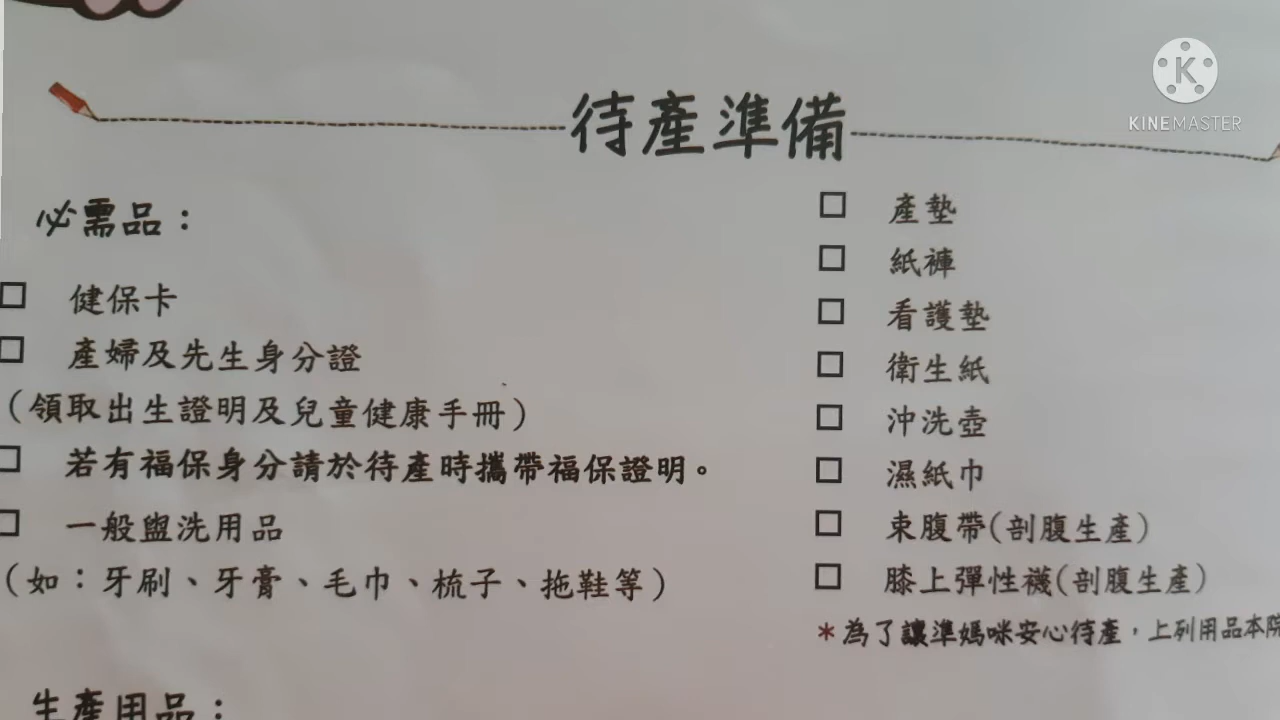 待產準備
KINEMASTER
必需品：
□ 健保卡
□ 產婦及先生身分證
（領取出生證明及兒童健康手冊）
□ 若有福保身分請於待產時攜帶福保證明。
□ 一般盥洗用品
（如：牙刷、牙膏、毛巾、梳子、拖鞋等）
生產用品：
□ 產墊
□ 紙褲
□ 看護墊
□ 衛生紙
□ 沖洗壺
□ 濕紙巾
□ 束腹帶(剖腹生產)
□ 膝上彈性襪(剖腹生產)
*為了讓準媽咪安心待產，上列用品本院